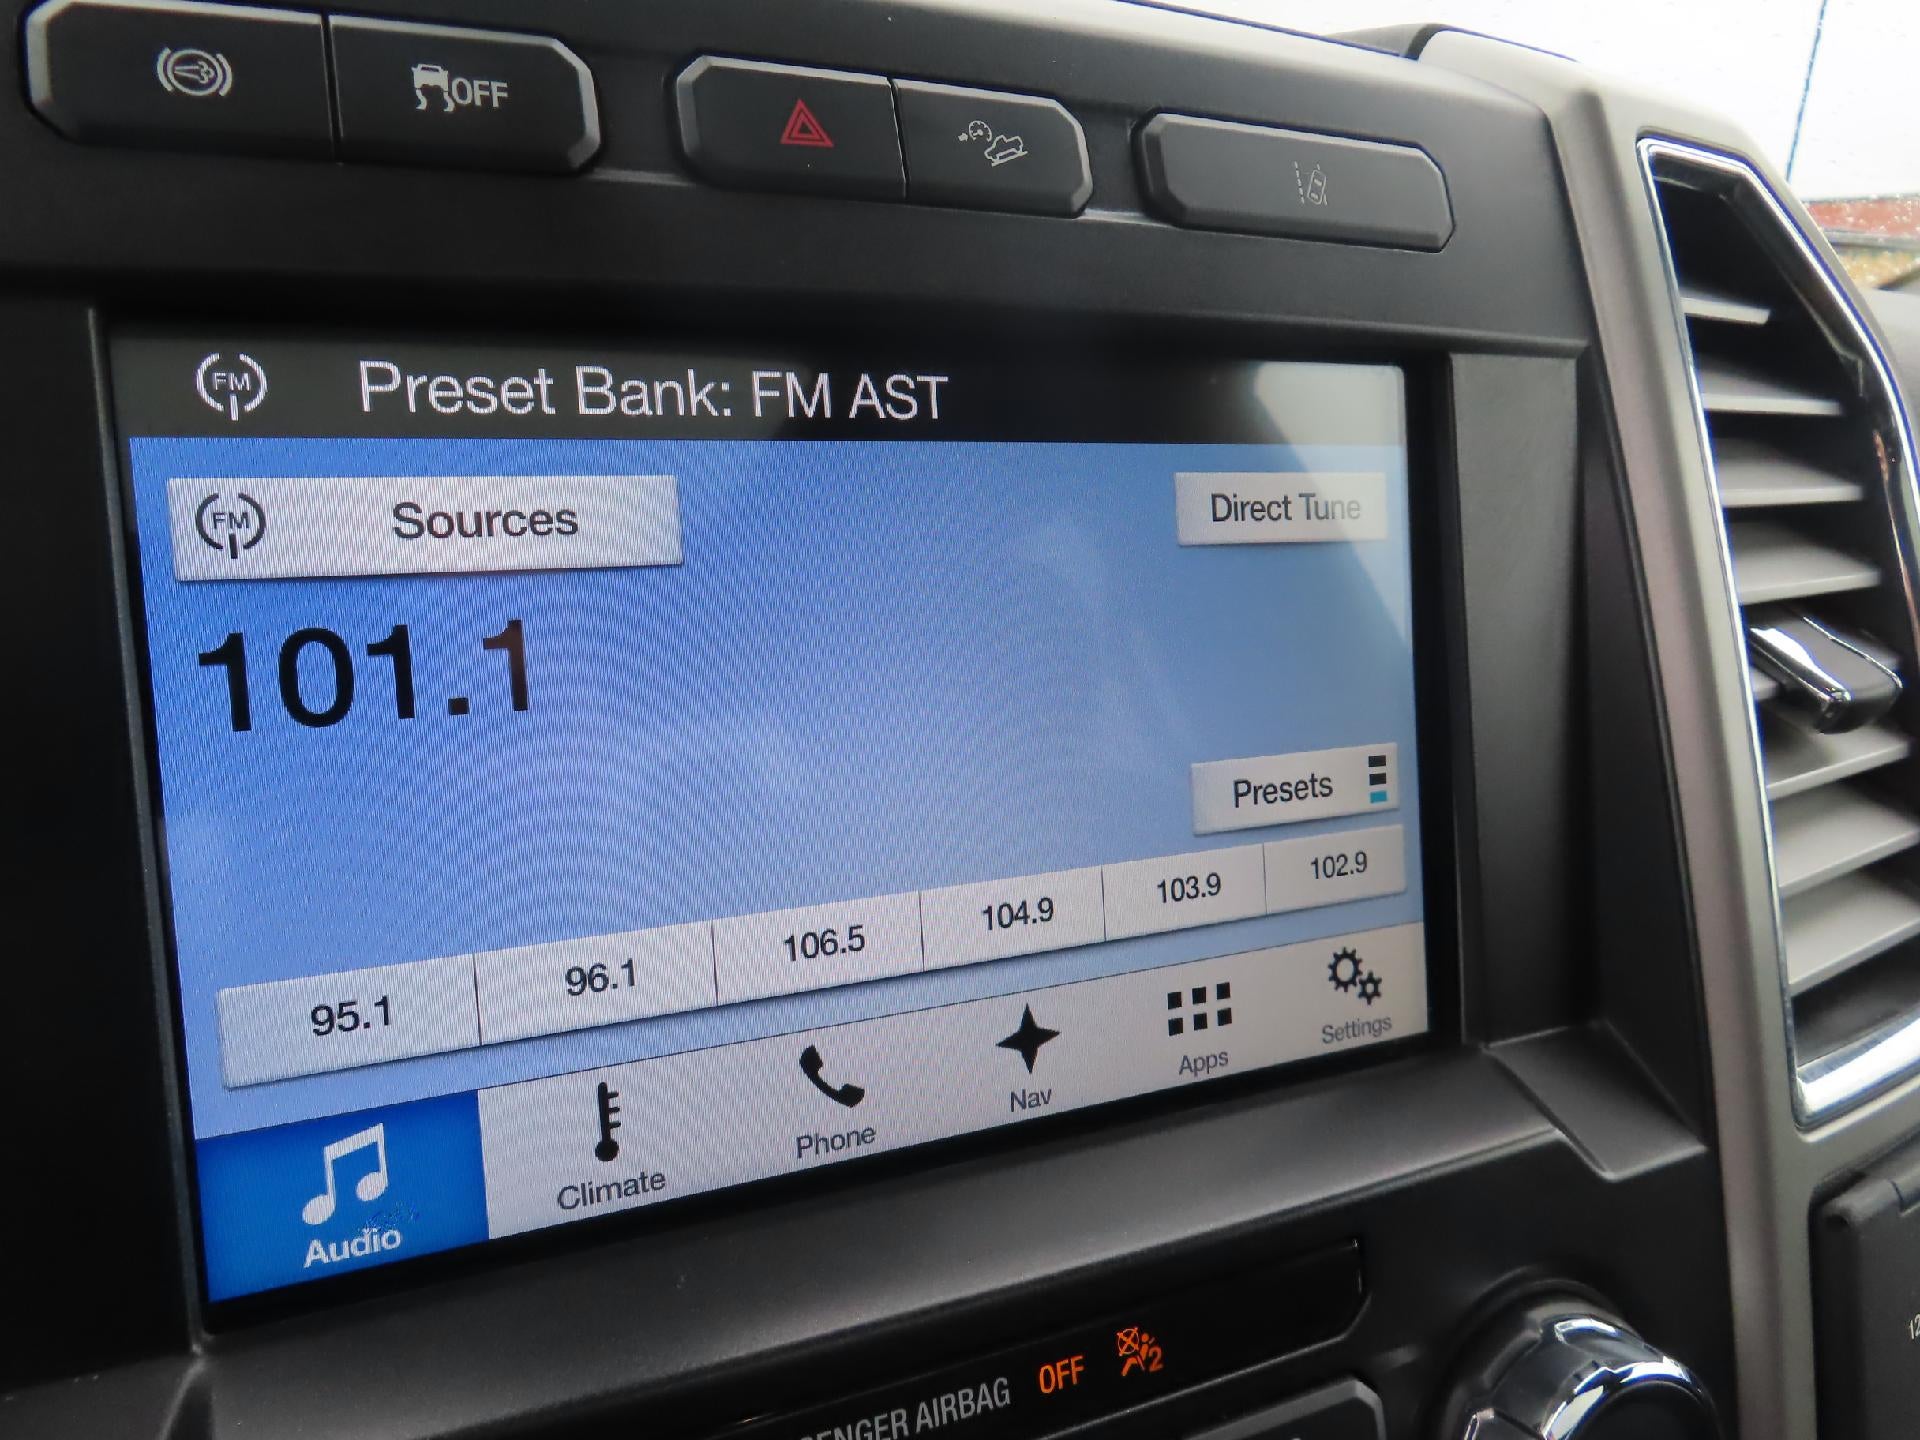 OFF
FM Preset Bank: FM AST
FM Sources
Direct Tune
101.1
Presets
95.1 96.1 106.5 104.9 103.9 102.9
Audio Climate Phone Nav Apps Settings
AIRBAG OFF 2